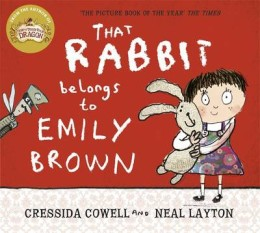 'THE PICTURE BOOK OF THE YEAR' THE TIMES
THAT
RABBIT
belongs to
EMILY
BROWN
CRESSIDA COWELL AND NEAL LAYTON
DRAGON